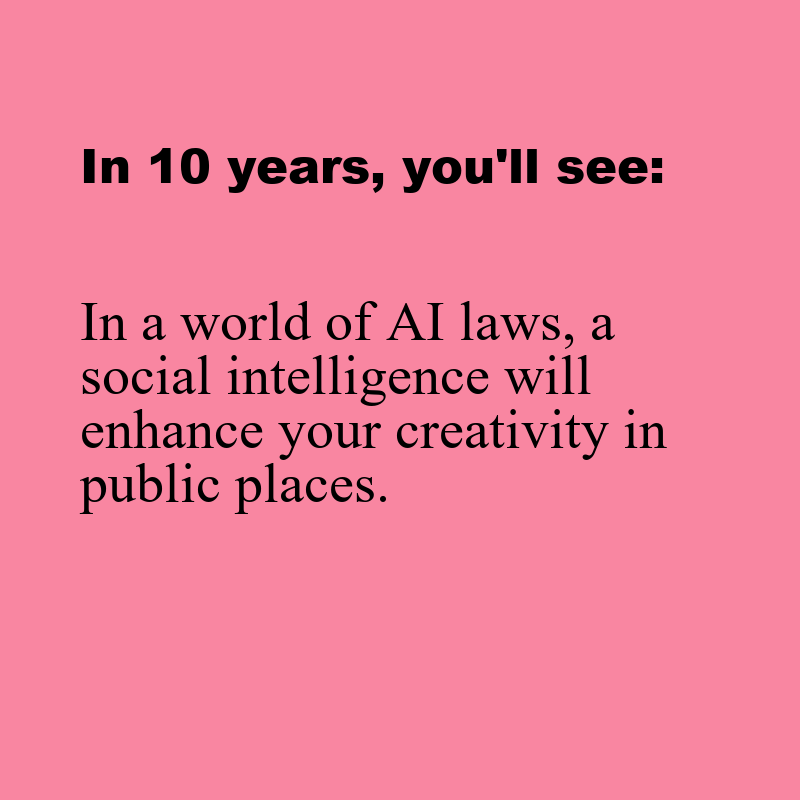 In 10 years, you'll see:
In a world of AI laws, a
social intelligence will
enhance your creativity in
public places.